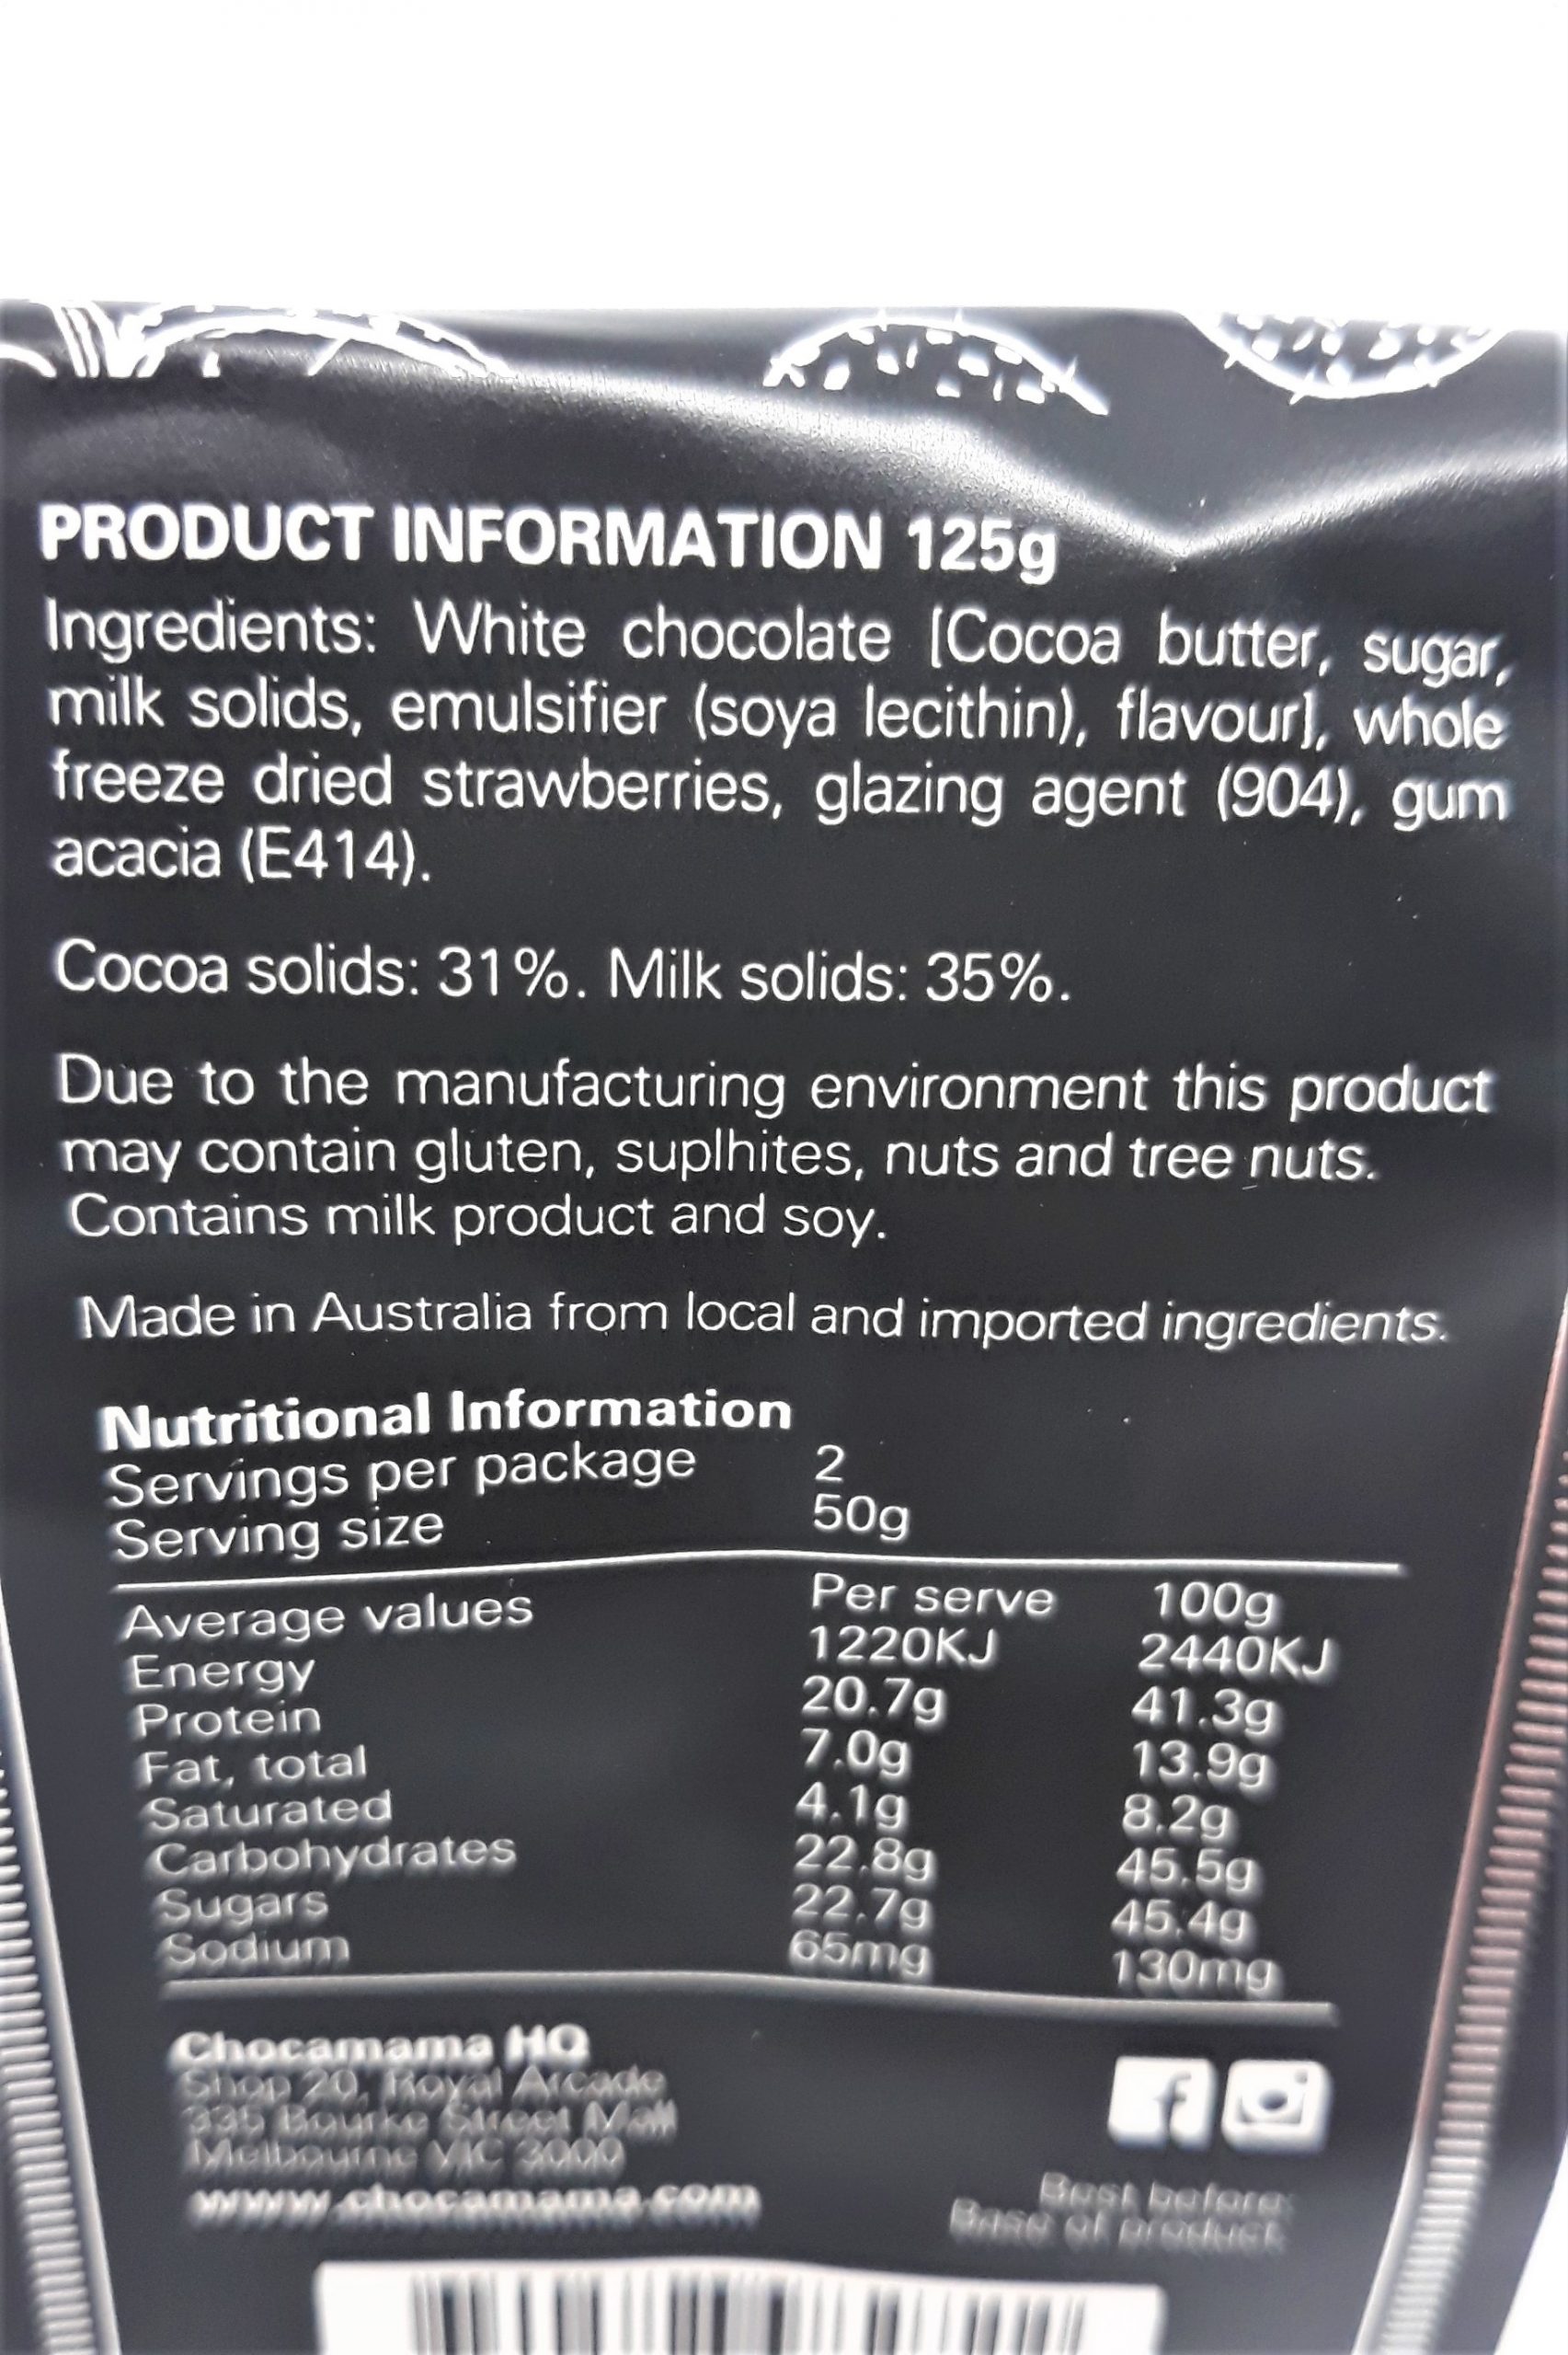 PRODUCT INFORMATION 125g
Ingredients: White chocolate [Cocoa butter, sugar,
milk solids, emulsifier (soya lecithin), flavour], whole
freeze dried strawberries, glazing agent (904), gum
acacia (E414).
Cocoa solids: 31%. Milk solids: 35%.
Due to the manufacturing environment this product
may contain gluten, suplhites, nuts and tree nuts.
Contains milk product and soy.
Made in Australia from local and imported ingredients.
Nutritional Information
Servings per package 2
Serving size 50g
Average values Per serve 100g
Energy 1220KJ 2440KJ
Protein 20.7g 41.3g
Fat, total 7.0g 13.9g
Saturated 4.1g 8.2g
Carbohydrates 22.8g 45.5g
Sugars 22.7g 45.4g
Sodium 65mg 130mg
Chocamama HQ
Shop 20, Royal Arcade
335 Bourke Street Mall
Melbourne VIC 3000
www.chocamama.com
Best before:
Base of product